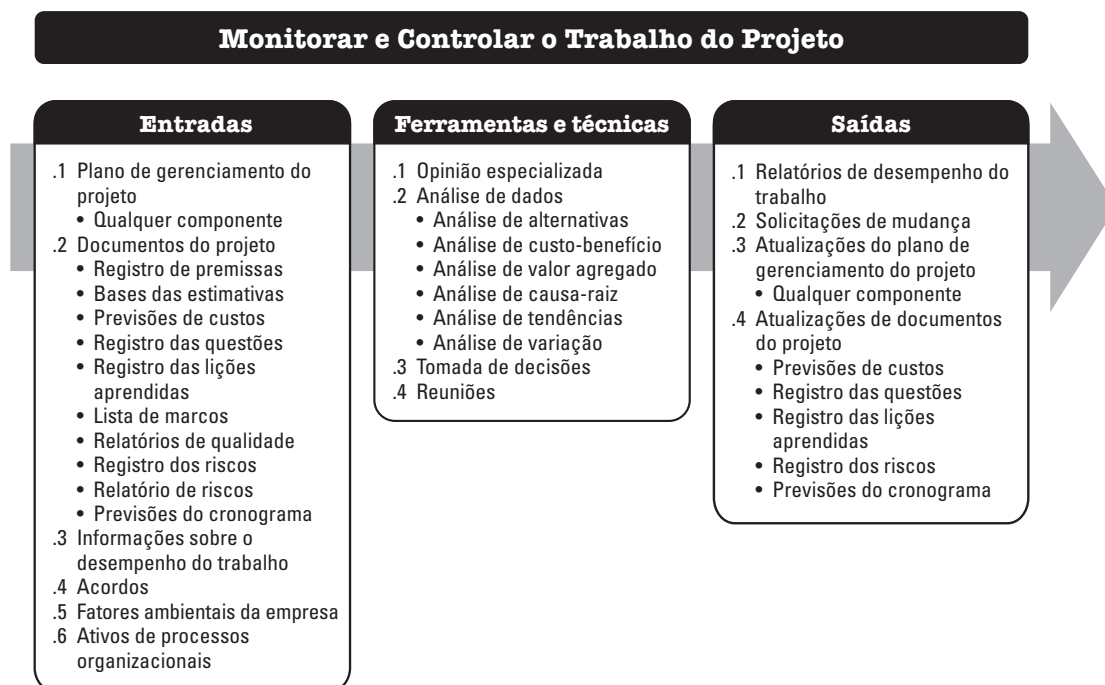 Monitorar e Controlar o Trabalho do Projeto
Entradas
.1 Plano de gerenciamento do
projeto
• Qualquer componente
.2 Documentos do projeto
• Registro de premissas
• Bases das estimativas
• Previsões de custos
• Registro das questões
• Registro das lições
aprendidas
• Lista de marcos
• Relatórios de qualidade
• Registro dos riscos
• Relatório de riscos
• Previsões do cronograma
.3 Informações sobre o
desempenho do trabalho
.4 Acordos
.5 Fatores ambientais da empresa
.6 Ativos de processos
organizacionais
Ferramentas e técnicas
.1 Opinião especializada
.2 Análise de dados
• Análise de alternativas
• Análise de custo-benefício
• Análise de valor agregado
• Análise de causa-raiz
• Análise de tendências
• Análise de variação
.3 Tomada de decisões
.4 Reuniões
Saídas
.1 Relatórios de desempenho do
trabalho
.2 Solicitações de mudança
.3 Atualizações do plano de
gerenciamento do projeto
• Qualquer componente
.4 Atualizações de documentos
do projeto
• Previsões de custos
• Registro das questões
• Registro das lições
aprendidas
• Registro dos riscos
• Previsões do cronograma